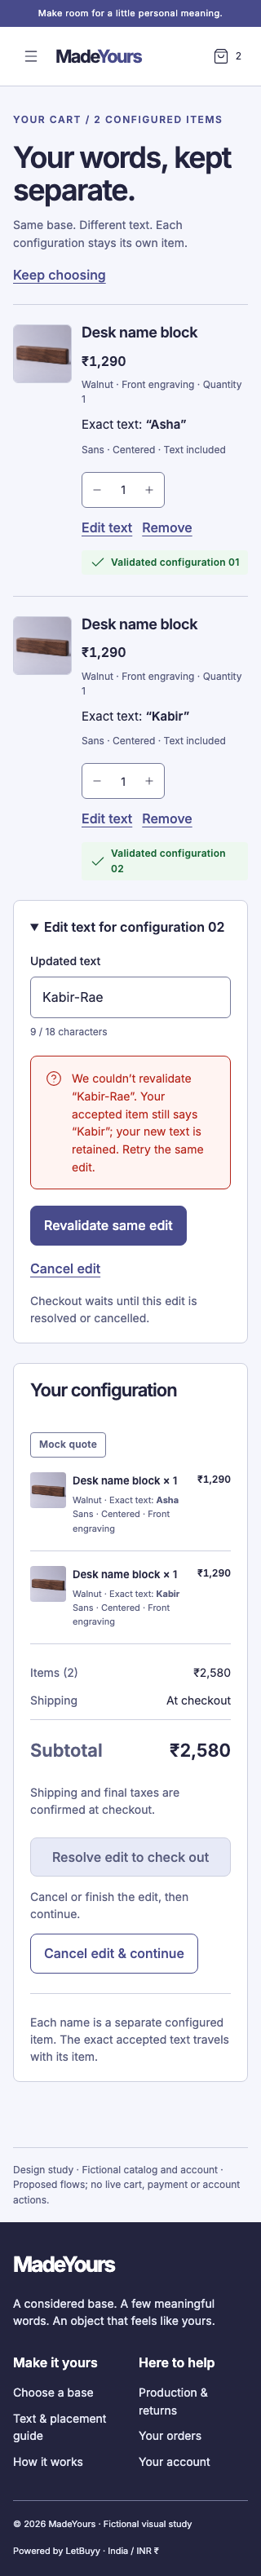 Make room for a little personal meaning.
MadeYours
2
YOUR CART / 2 CONFIGURED ITEMS
Your words, kept
separate.
Same base. Different text. Each
configuration stays its own item.
Keep choosing
Desk name block
₹1,290
Walnut · Front engraving · Quantity
1
Exact text: “Asha”
Sans · Centered · Text included
− 1 +
Edit text Remove
Validated configuration 01
Desk name block
₹1,290
Walnut · Front engraving · Quantity
1
Exact text: “Kabir”
Sans · Centered · Text included
− 1 +
Edit text Remove
Validated configuration
02
▼ Edit text for configuration 02
Updated text
Kabir-Rae
9 / 18 characters
We couldn’t revalidate
“Kabir-Rae”. Your
accepted item still says
“Kabir”; your new text is
retained. Retry the same
edit.
Revalidate same edit
Cancel edit
Checkout waits until this edit is
resolved or cancelled.
Your configuration
Mock quote
Desk name block × 1 ₹1,290
Walnut · Exact text: Asha
Sans · Centered · Front
engraving
Desk name block × 1 ₹1,290
Walnut · Exact text: Kabir
Sans · Centered · Front
engraving
Items (2) ₹2,580
Shipping At checkout
Subtotal ₹2,580
Shipping and final taxes are
confirmed at checkout.
Resolve edit to check out
Cancel or finish the edit, then
continue.
Cancel edit & continue
Each name is a separate configured
item. The exact accepted text travels
with its item.
Design study · Fictional catalog and account ·
Proposed flows; no live cart, payment or account
actions.
MadeYours
A considered base. A few meaningful
words. An object that feels like yours.
Make it yours
Choose a base
Text & placement
guide
How it works
Here to help
Production &
returns
Your orders
Your account
© 2026 MadeYours · Fictional visual study
Powered by LetBuyy · India / INR ₹